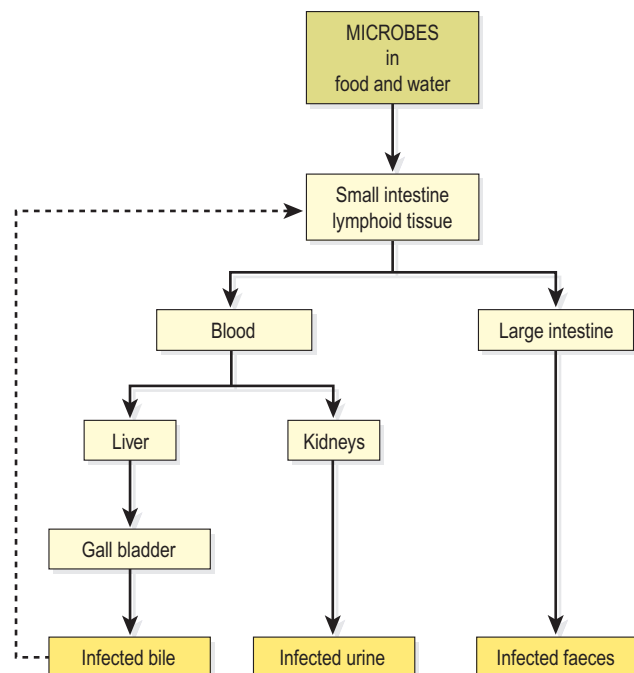 MICROBES
in
food and water
Small intestine
lymphoid tissue
Blood
Large intestine
Liver
Kidneys
Gall bladder
Infected bile
Infected urine
Infected faeces